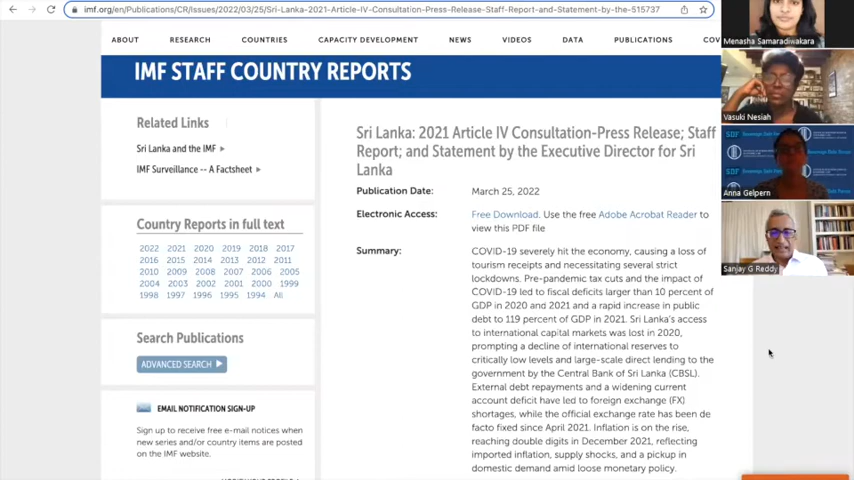 imf.org/en/Publications/CR/Issues/2022/03/25/Sri-Lanka-2021-Article-IV-Consultation-Press-Release-Staff-Report-and-Statement-by-the-515737
ABOUT RESEARCH COUNTRIES CAPACITY DEVELOPMENT NEWS VIDEOS DATA PUBLICATIONS COV
IMF STAFF COUNTRY REPORTS
Related Links
Sri Lanka and the IMF
IMF Surveillance -- A Factsheet
Country Reports in full text
2022 2021 2020 2019 2018 2017
2016 2015 2014 2013 2012 2011
2010 2009 2008 2007 2006 2005
2004 2003 2002 2001 2000 1999
1998 1997 1996 1995 1994 All
Search Publications
ADVANCED SEARCH
EMAIL NOTIFICATION SIGN-UP
Sign up to receive free e-mail notices when
new series and/or country items are posted
on the IMF website.
Sri Lanka: 2021 Article IV Consultation-Press Release; Staff
Report; and Statement by the Executive Director for Sri
Lanka
Publication Date: March 25, 2022
Electronic Access: Free Download. Use the free Adobe Acrobat Reader to
view this PDF file
Summary: COVID-19 severely hit the economy, causing a loss of
tourism receipts and necessitating several strict
lockdowns. Pre-pandemic tax cuts and the impact of
COVID-19 led to fiscal deficits larger than 10 percent of
GDP in 2020 and 2021 and a rapid increase in public
debt to 119 percent of GDP in 2021. Sri Lanka's access
to international capital markets was lost in 2020,
prompting a decline of international reserves to
critically low levels and large-scale direct lending to the
government by the Central Bank of Sri Lanka (CBSL).
External debt repayments and a widening current
account deficit have led to foreign exchange (FX)
shortages, while the official exchange rate has been de
facto fixed since April 2021. Inflation is on the rise,
reaching double digits in December 2021, reflecting
imported inflation, supply shocks, and a pickup in
domestic demand amid loose monetary policy.
Menasha Samaradiwakara
Vasuki Nesiah
SDF
Anna Gelpern
Sanjay G Reddy